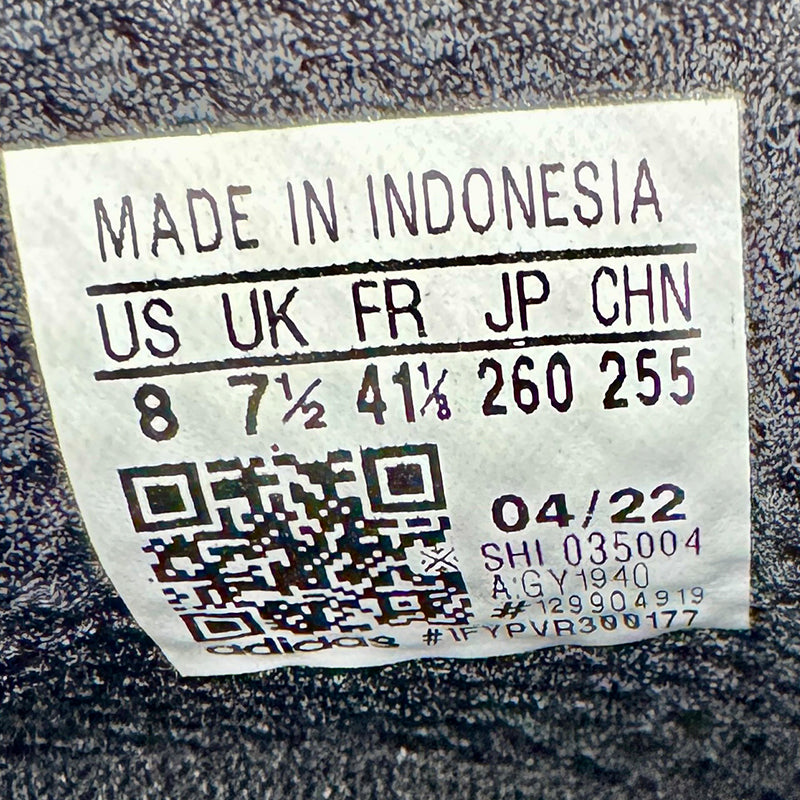 MADE IN INDONESIA
US UK FR JP CHN
8 7½ 41⅓ 260 255
04/22
SHI 035004
A:GY1940
#129904919
#1FYPVR300177
adidas